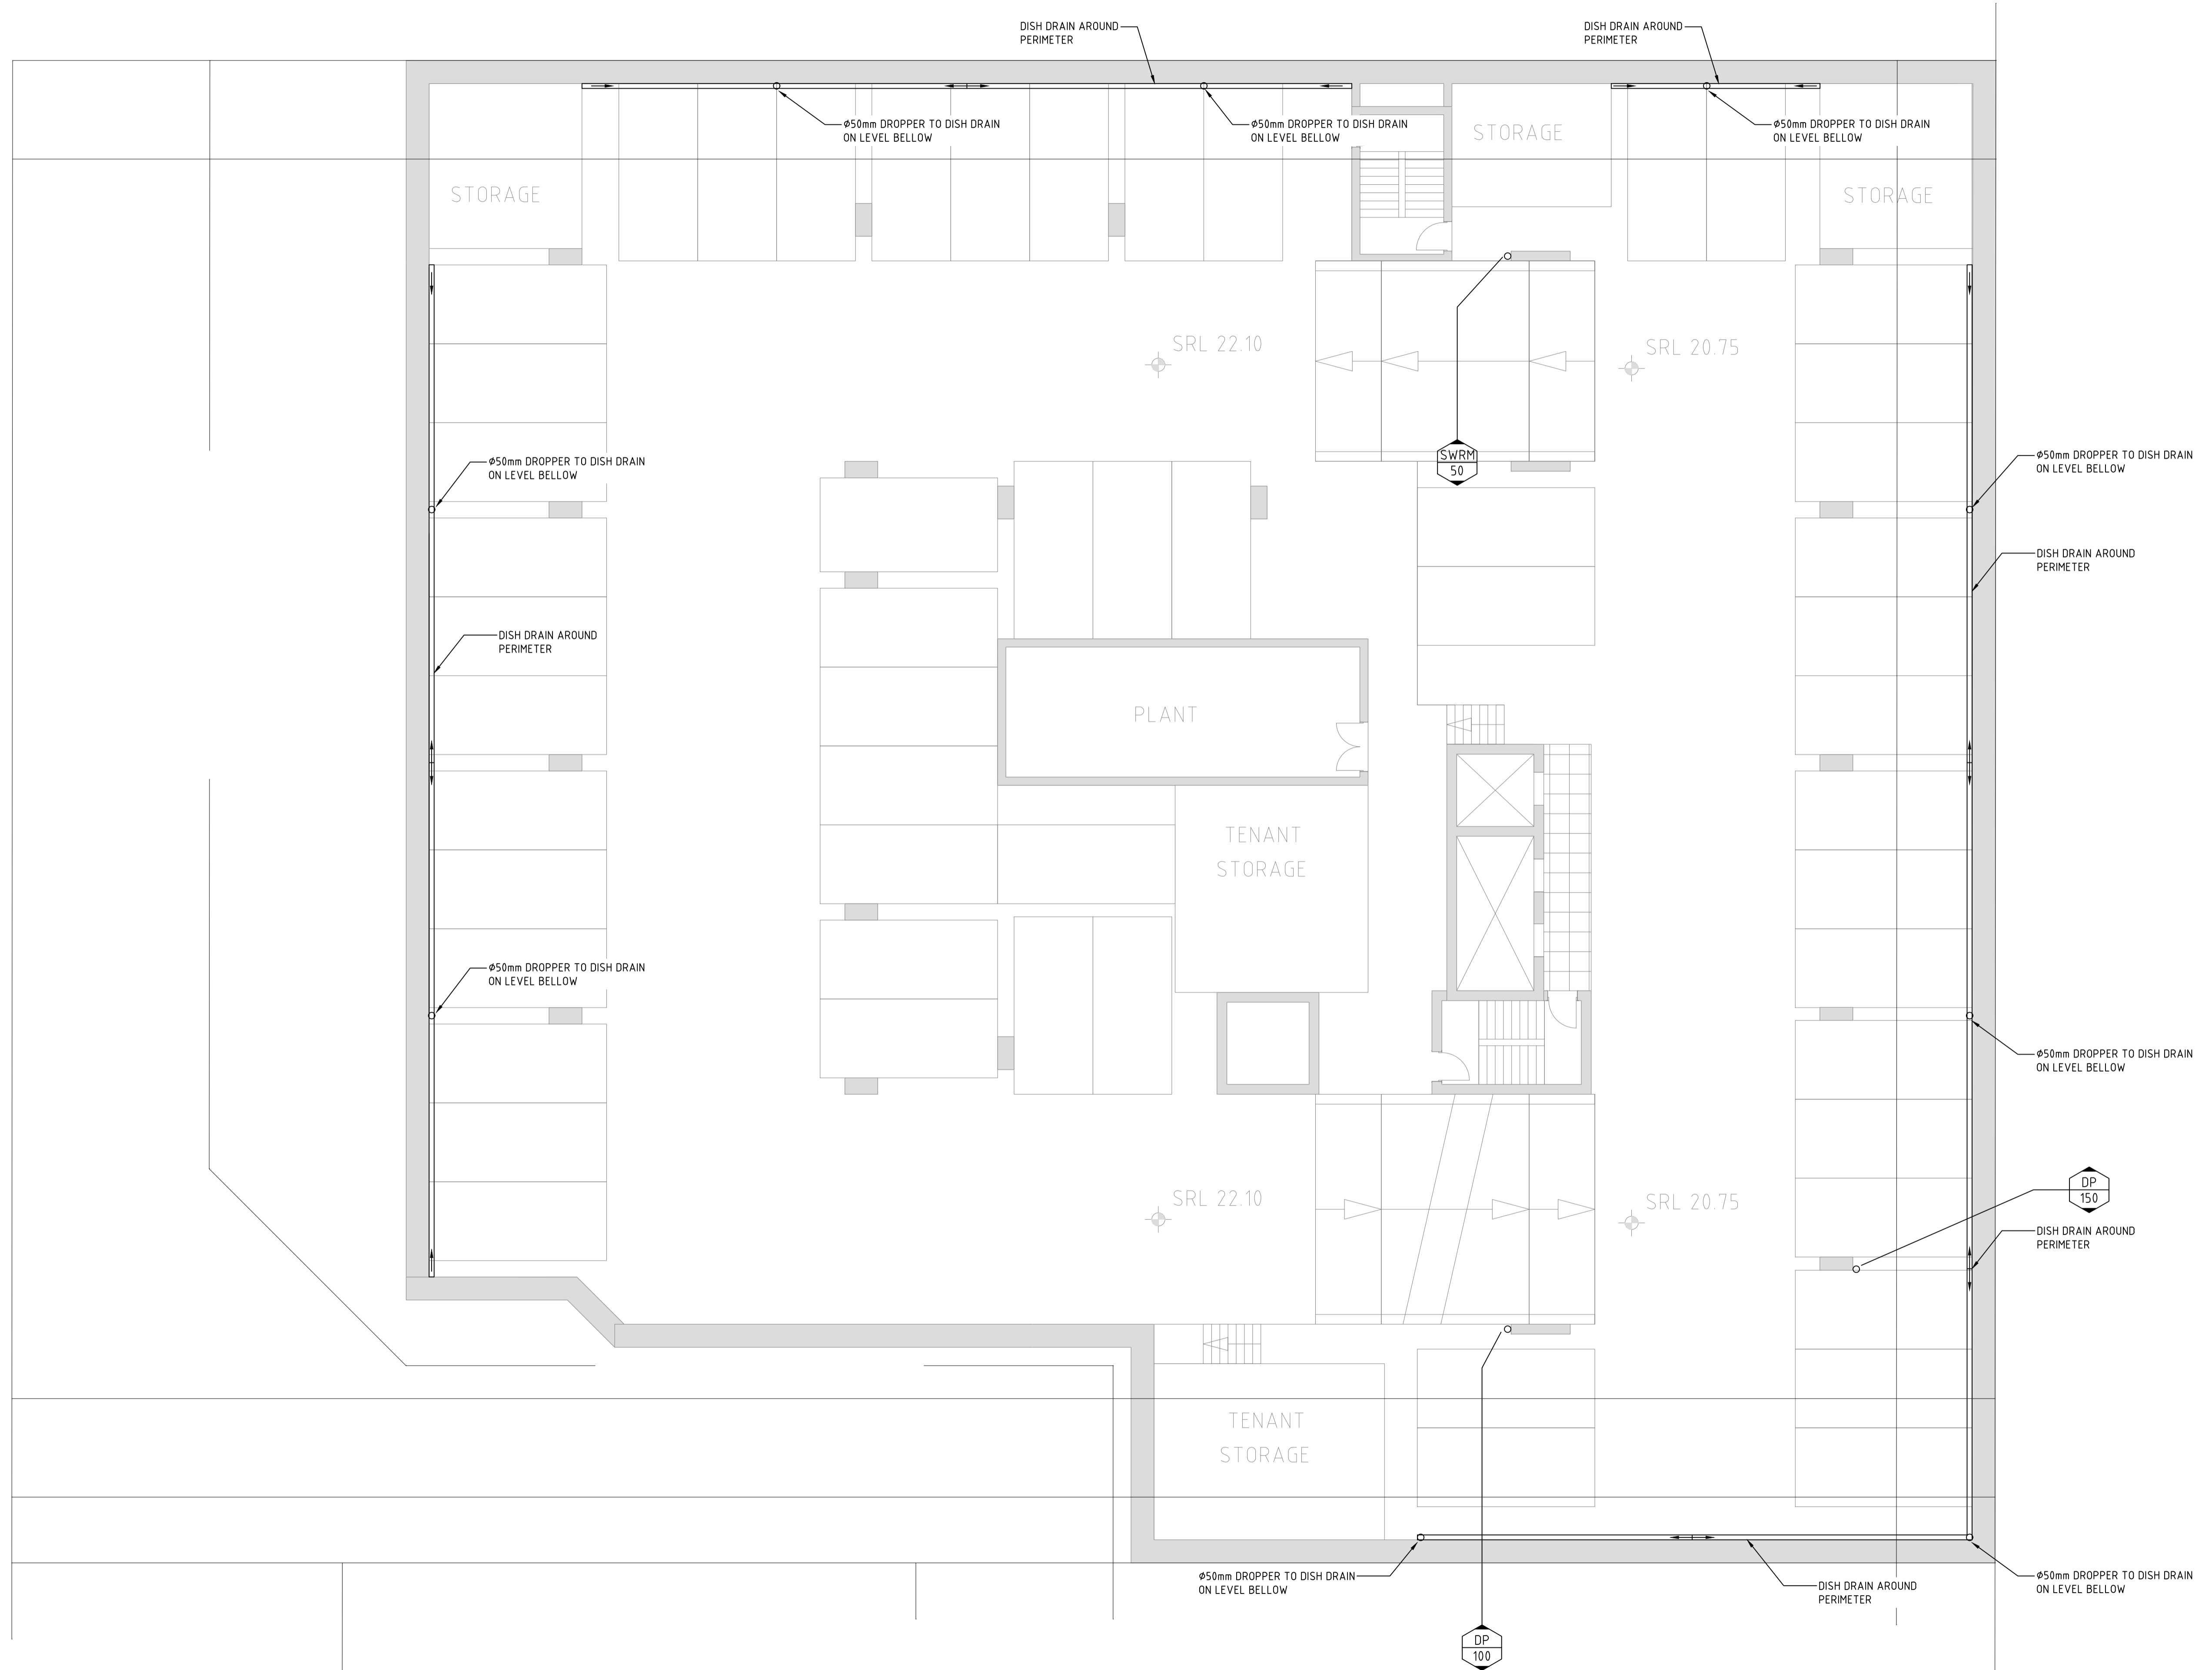 DISH DRAIN AROUND
PERIMETER
DISH DRAIN AROUND
PERIMETER
Ø50mm DROPPER TO DISH DRAIN
ON LEVEL BELLOW
Ø50mm DROPPER TO DISH DRAIN
ON LEVEL BELLOW
STORAGE
Ø50mm DROPPER TO DISH DRAIN
ON LEVEL BELLOW
STORAGE
STORAGE
SRL 22.10
SRL 20.75
Ø50mm DROPPER TO DISH DRAIN
ON LEVEL BELLOW
SWRM
50
Ø50mm DROPPER TO DISH DRAIN
ON LEVEL BELLOW
DISH DRAIN AROUND
PERIMETER
DISH DRAIN AROUND
PERIMETER
PLANT
TENANT
STORAGE
Ø50mm DROPPER TO DISH DRAIN
ON LEVEL BELLOW
Ø50mm DROPPER TO DISH DRAIN
ON LEVEL BELLOW
SRL 22.10
SRL 20.75
DP
150
DISH DRAIN AROUND
PERIMETER
TENANT
STORAGE
Ø50mm DROPPER TO DISH DRAIN
ON LEVEL BELLOW
DISH DRAIN AROUND
PERIMETER
Ø50mm DROPPER TO DISH DRAIN
ON LEVEL BELLOW
DP
100